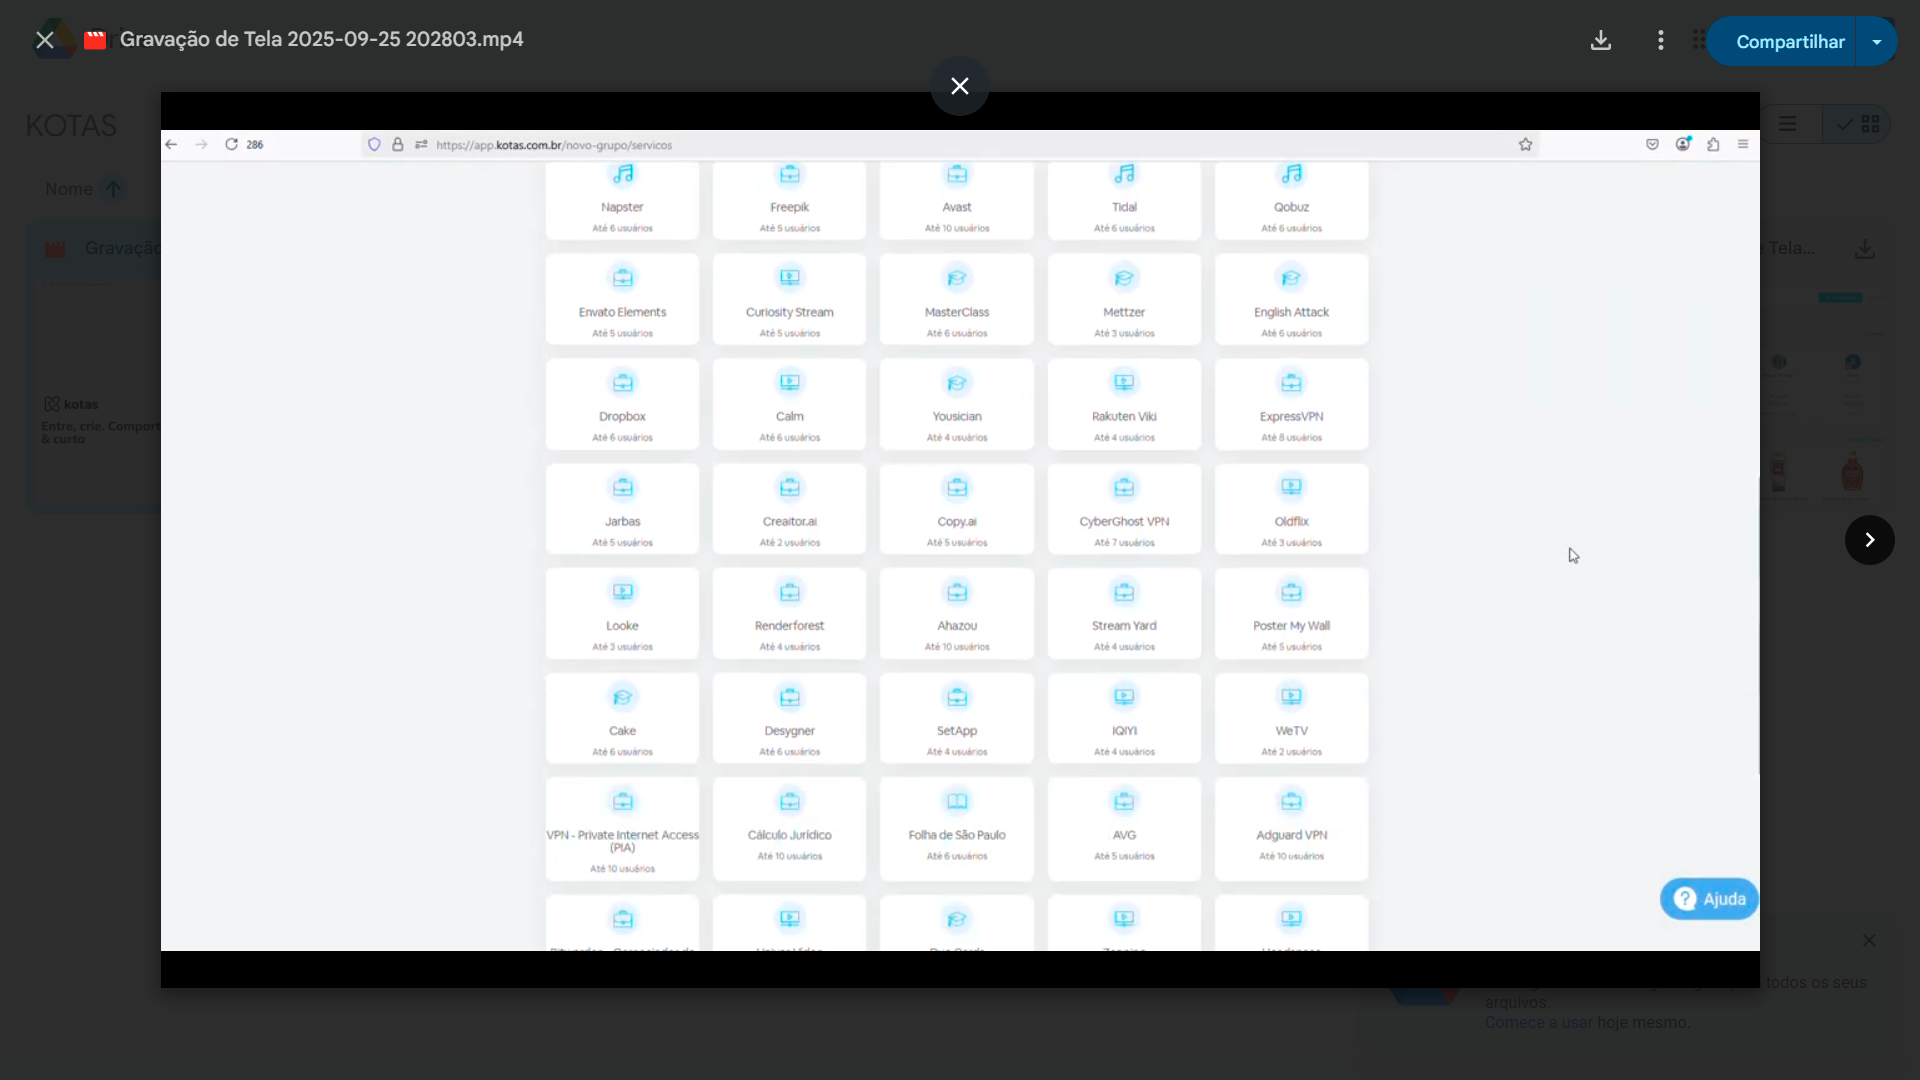 Gravação de Tela 2025-09-25 202803.mp4
Compartilhar
KOTAS
Nome
Gravação
e Tela...
kotas
Entre, crie. Compart
& curta
286
https://app.kotas.com.br/novo-grupo/servicos
Napster
Até 6 usuários
Freepik
Até 5 usuários
Avast
Até 10 usuários
Tidal
Até 6 usuários
Qobuz
Até 6 usuários
Envato Elements
Até 5 usuários
Curiosity Stream
Até 5 usuários
MasterClass
Até 6 usuários
Mettzer
Até 3 usuários
English Attack
Até 6 usuários
Dropbox
Até 6 usuários
Calm
Até 6 usuários
Yousician
Até 4 usuários
Rakuten Viki
Até 4 usuários
ExpressVPN
Até 8 usuários
Jarbas
Até 5 usuários
Creaitor.ai
Até 2 usuários
Copy.ai
Até 5 usuários
CyberGhost VPN
Até 7 usuários
Oldflix
Até 3 usuários
Looke
Até 3 usuários
Renderforest
Até 4 usuários
Ahazou
Até 10 usuários
Stream Yard
Até 4 usuários
Poster My Wall
Até 5 usuários
Cake
Até 6 usuários
Desygner
Até 6 usuários
SetApp
Até 4 usuários
IQIYI
Até 4 usuários
WeTV
Até 2 usuários
VPN - Private Internet Access
(PIA)
Até 10 usuários
Cálculo Jurídico
Até 10 usuários
Folha de São Paulo
Até 6 usuários
AVG
Até 5 usuários
Adguard VPN
Até 10 usuários
Ajuda
todos os seus
arquivos.
Comece a usar hoje mesmo.